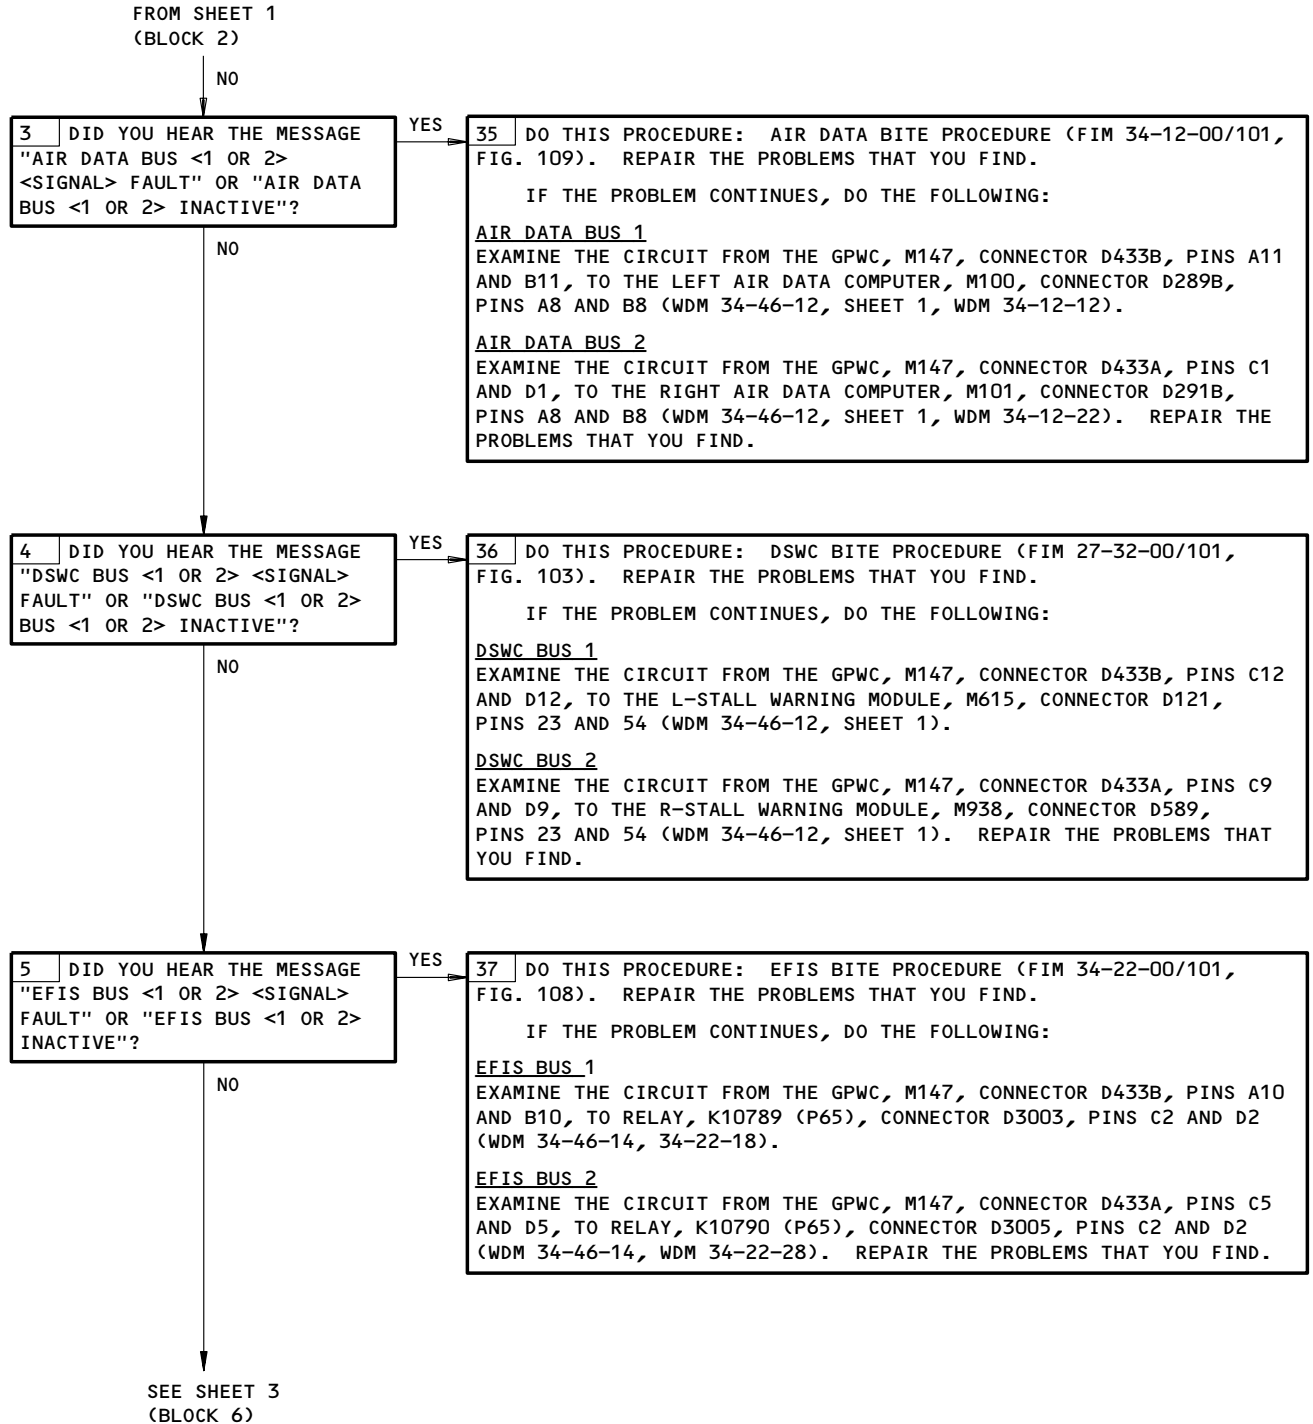 FROM SHEET 1
(BLOCK 2)
NO
3 DID YOU HEAR THE MESSAGE
"AIR DATA BUS <1 OR 2>
<SIGNAL> FAULT" OR "AIR DATA
BUS <1 OR 2> INACTIVE"?
YES
NO
35 DO THIS PROCEDURE: AIR DATA BITE PROCEDURE (FIM 34-12-00/101,
FIG. 109). REPAIR THE PROBLEMS THAT YOU FIND.
IF THE PROBLEM CONTINUES, DO THE FOLLOWING:
AIR DATA BUS 1
EXAMINE THE CIRCUIT FROM THE GPWC, M147, CONNECTOR D433B, PINS A11
AND B11, TO THE LEFT AIR DATA COMPUTER, M100, CONNECTOR D289B,
PINS A8 AND B8 (WDM 34-46-12, SHEET 1, WDM 34-12-12).
AIR DATA BUS 2
EXAMINE THE CIRCUIT FROM THE GPWC, M147, CONNECTOR D433A, PINS C1
AND D1, TO THE RIGHT AIR DATA COMPUTER, M101, CONNECTOR D291B,
PINS A8 AND B8 (WDM 34-46-12, SHEET 1, WDM 34-12-22). REPAIR THE
PROBLEMS THAT YOU FIND.
4 DID YOU HEAR THE MESSAGE
"DSWC BUS <1 OR 2> <SIGNAL>
FAULT" OR "DSWC BUS <1 OR 2>
BUS <1 OR 2> INACTIVE"?
YES
NO
36 DO THIS PROCEDURE: DSWC BITE PROCEDURE (FIM 27-32-00/101,
FIG. 103). REPAIR THE PROBLEMS THAT YOU FIND.
IF THE PROBLEM CONTINUES, DO THE FOLLOWING:
DSWC BUS 1
EXAMINE THE CIRCUIT FROM THE GPWC, M147, CONNECTOR D433B, PINS C12
AND D12, TO THE L-STALL WARNING MODULE, M615, CONNECTOR D121,
PINS 23 AND 54 (WDM 34-46-12, SHEET 1).
DSWC BUS 2
EXAMINE THE CIRCUIT FROM THE GPWC, M147, CONNECTOR D433A, PINS C9
AND D9, TO THE R-STALL WARNING MODULE, M938, CONNECTOR D589,
PINS 23 AND 54 (WDM 34-46-12, SHEET 1). REPAIR THE PROBLEMS THAT
YOU FIND.
5 DID YOU HEAR THE MESSAGE
"EFIS BUS <1 OR 2> <SIGNAL>
FAULT" OR "EFIS BUS <1 OR 2>
INACTIVE"?
YES
NO
37 DO THIS PROCEDURE: EFIS BITE PROCEDURE (FIM 34-22-00/101,
FIG. 108). REPAIR THE PROBLEMS THAT YOU FIND.
IF THE PROBLEM CONTINUES, DO THE FOLLOWING:
EFIS BUS 1
EXAMINE THE CIRCUIT FROM THE GPWC, M147, CONNECTOR D433B, PINS A10
AND B10, TO RELAY, K10789 (P65), CONNECTOR D3003, PINS C2 AND D2
(WDM 34-46-14, 34-22-18).
EFIS BUS 2
EXAMINE THE CIRCUIT FROM THE GPWC, M147, CONNECTOR D433A, PINS C5
AND D5, TO RELAY, K10790 (P65), CONNECTOR D3005, PINS C2 AND D2
(WDM 34-46-14, WDM 34-22-28). REPAIR THE PROBLEMS THAT YOU FIND.
SEE SHEET 3
(BLOCK 6)